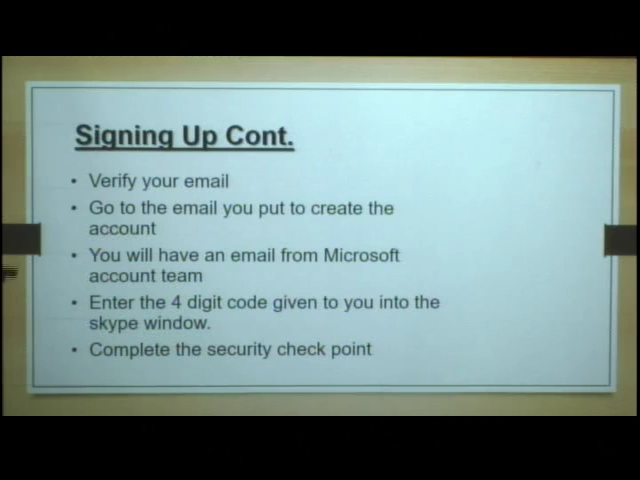 Signing Up Cont.
• Verify your email
• Go to the email you put to create the
account
• You will have an email from Microsoft
account team
• Enter the 4 digit code given to you into the
skype window.
• Complete the security check point